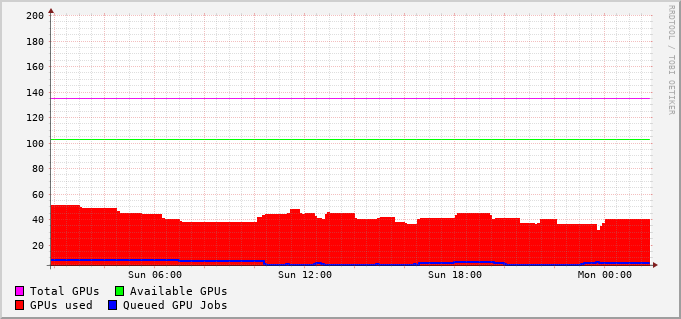 200
180
160
140
120
100
80
60
40
20
Sun 06:00 Sun 12:00 Sun 18:00 Mon 00:00
Total GPUs Available GPUs
GPUs used Queued GPU Jobs
RRDTOOL / TOBI OETIKER